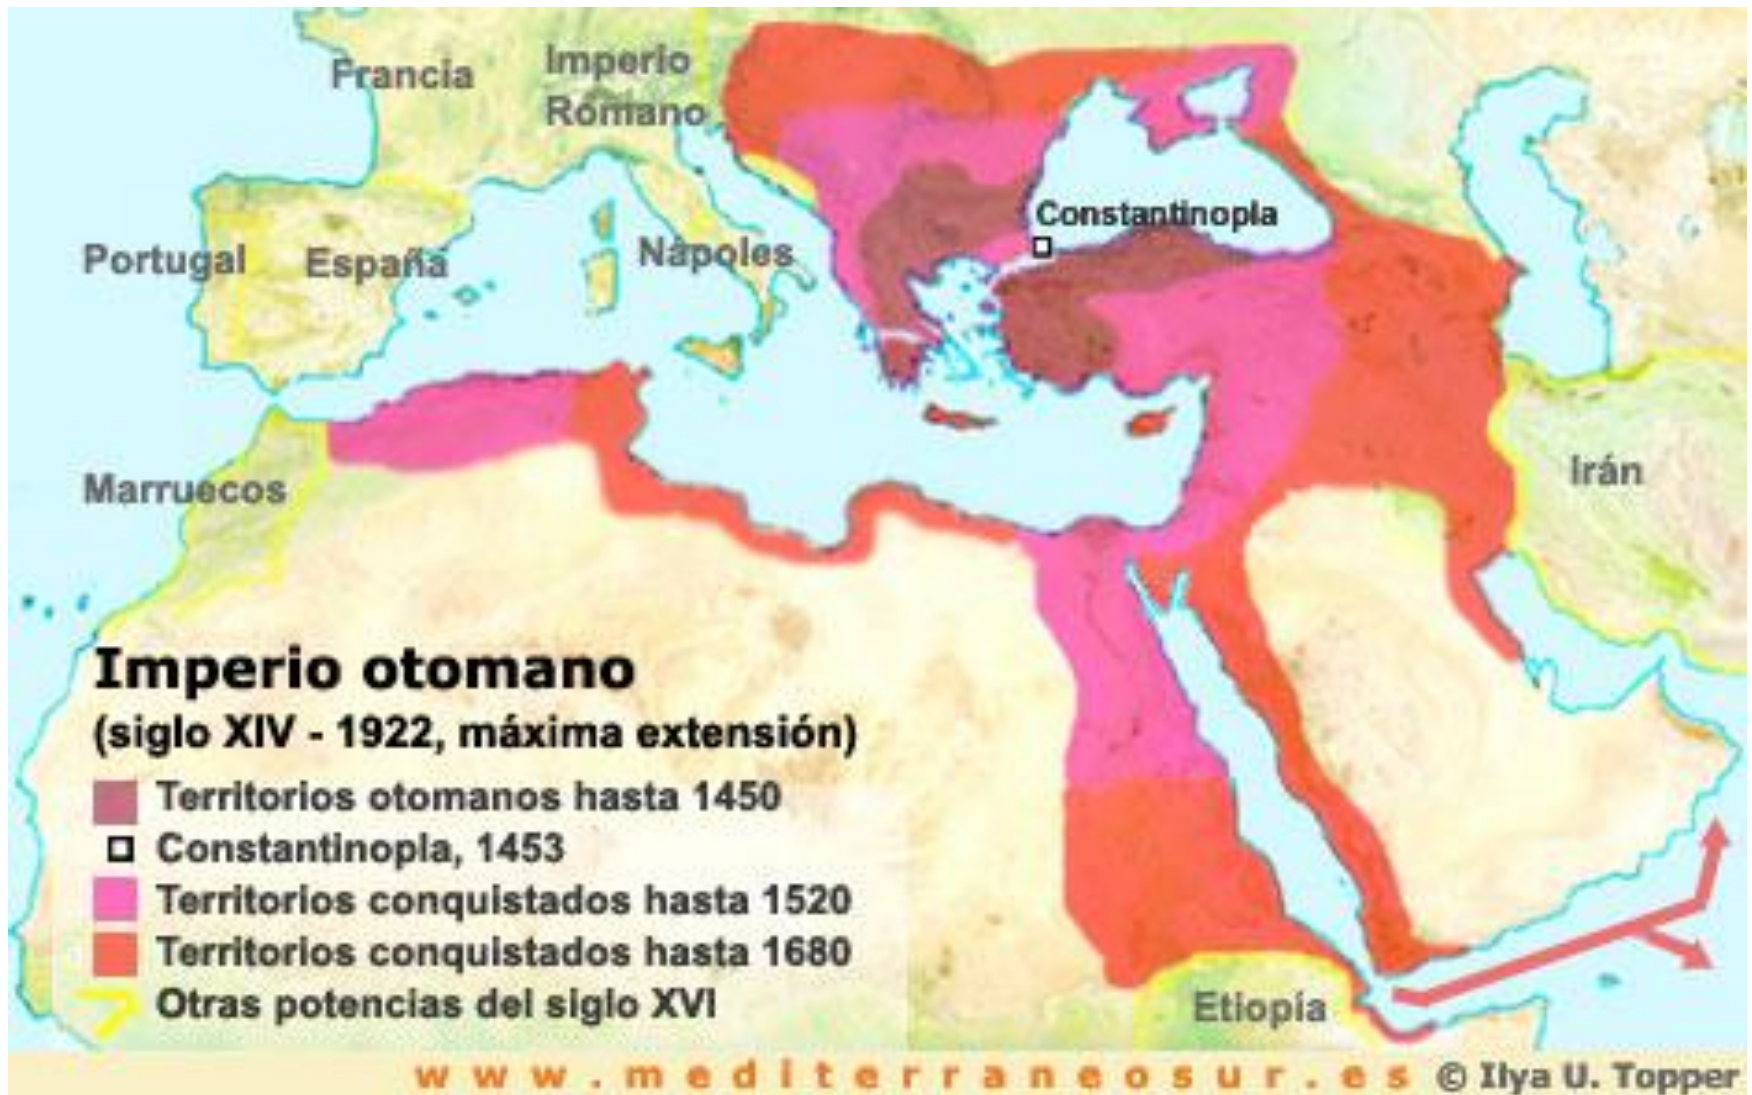 Francia
Imperio
Romano
Constantinopla
Portugal
España
Nápoles
Irán
Marruecos
Imperio otomano
(siglo XIV - 1922, máxima extensión)
Territorios otomanos hasta 1450
Constantinopla, 1453
Territorios conquistados hasta 1520
Territorios conquistados hasta 1680
Otras potencias del siglo XVI
Etiopía
www.mediterraneosur.es © Ilya U. Topper